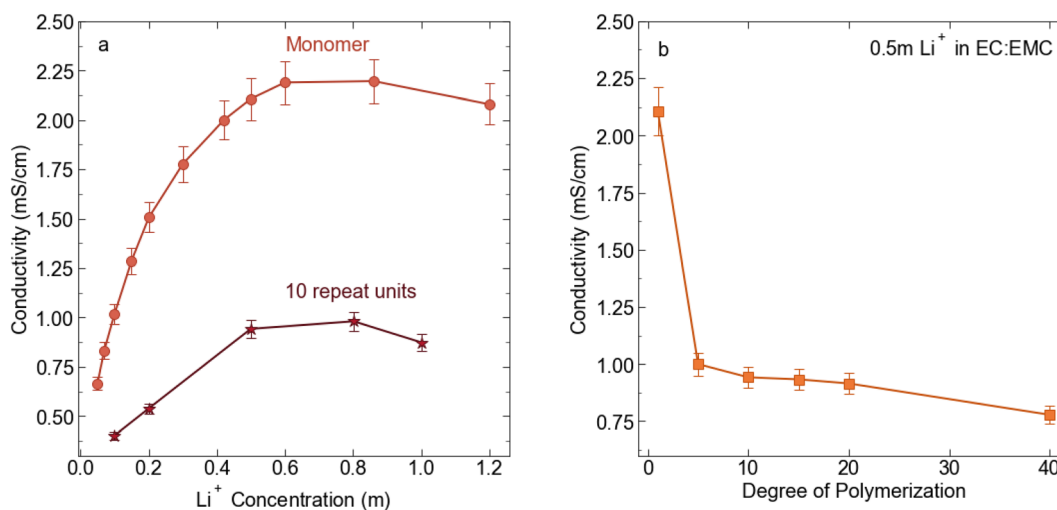 a
Monomer
10 repeat units
Conductivity (mS/cm)
2.50
2.25
2.00
1.75
1.50
1.25
1.00
0.75
0.50
0.0 0.2 0.4 0.6 0.8 1.0 1.2
Li+ Concentration (m)
b
0.5m Li+ in EC:EMC
Conductivity (mS/cm)
2.50
2.25
2.00
1.75
1.50
1.25
1.00
0.75
0 10 20 30 40
Degree of Polymerization